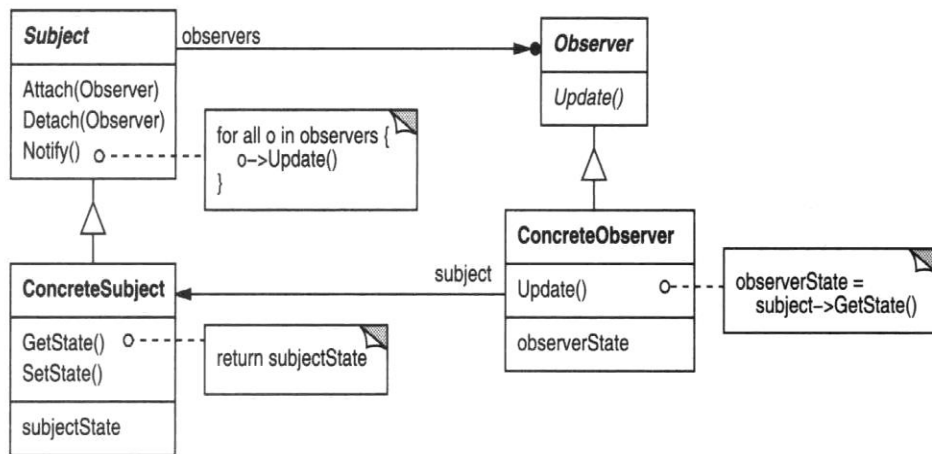 Subject
observers
Observer
Attach(Observer)
Detach(Observer)
Notify()
for all o in observers {
o->Update()
}
Update()
ConcreteSubject
GetState()
SetState()
subjectState
return subjectState
subject
ConcreteObserver
Update()
observerState
observerState =
subject->GetState()